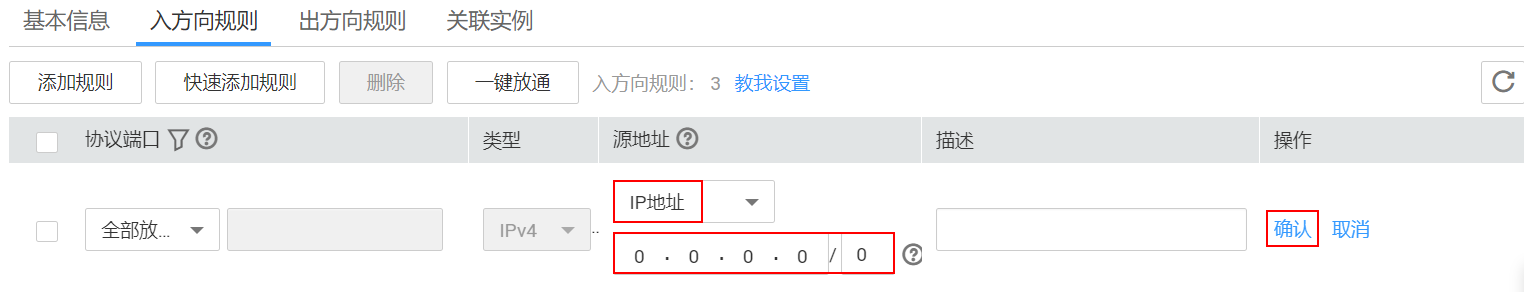 基本信息 入方向规则 出方向规则 关联实例
添加规则 快速添加规则 删除 一键放通 入方向规则： 3 教我设置
协议端口 类型 源地址 描述 操作
IP地址
全部放... IPv4 .. 确认 取消
0 . 0 . 0 . 0 / 0